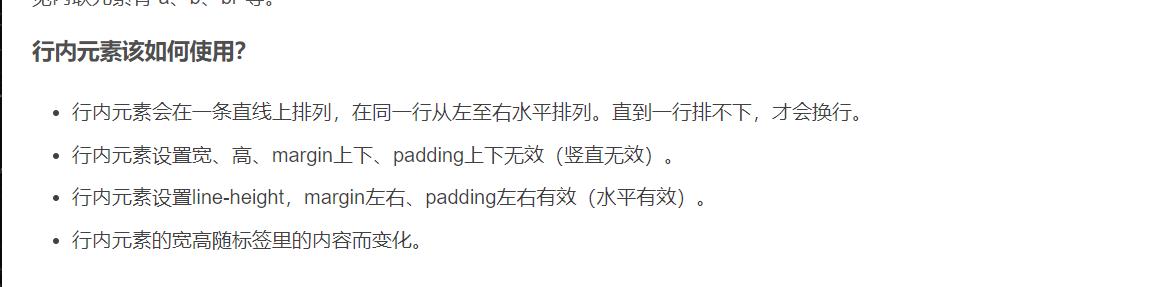 行内元素该如何使用?
行内元素会在一条直线上排列，在同一行从左至右水平排列。直到一行排不下，才会换行。
行内元素设置宽、高、margin上下、padding上下无效（竖直无效）。
行内元素设置line-height，margin左右、padding左右有效（水平有效）。
行内元素的宽高随标签里的内容而变化。